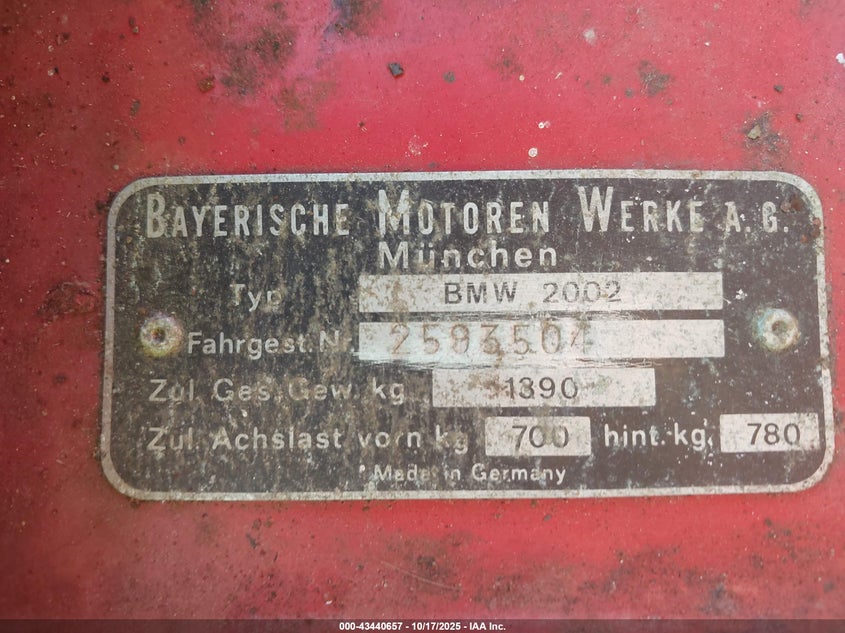 BAYERISCHE MOTOREN WERKE A.G.
München
Typ BMW 2002
Fahrgest.Nr. 2593504
Zul. Ges. Gew. kg 1390
Zul. Achslast vorn kg 700 hint. kg. 780
Made in Germany
000-43440657 - 10/17/2025 - IAA Inc.